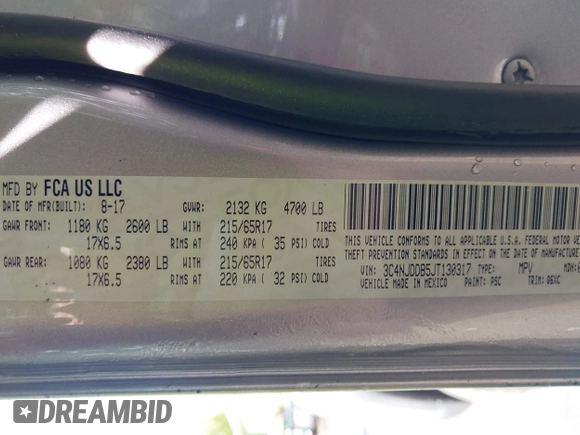 MFD BY FCA US LLC
DATE OF MFR(BUILT): 8-17 GVWR: 2132 KG 4700 LB
GAWR FRONT: 1180 KG 2600 LB WITH 215/65R17 TIRES
17X6.5 RIMS AT 240 KPA ( 35 PSI) COLD
GAWR REAR: 1080 KG 2380 LB WITH 215/65R17 TIRES
17X6.5 RIMS AT 220 KPA ( 32 PSI) COLD
THIS VEHICLE CONFORMS TO ALL APPLICABLE U.S.A. FEDERAL MOTOR
THEFT PREVENTION STANDARDS IN EFFECT ON THE DATE
VIN: 3C4NJDDB5JT130317 TYPE: MPV MDH:
VEHICLE MADE IN MEXICO PAINT: PSC TRIM: A6XC
DREAMBID